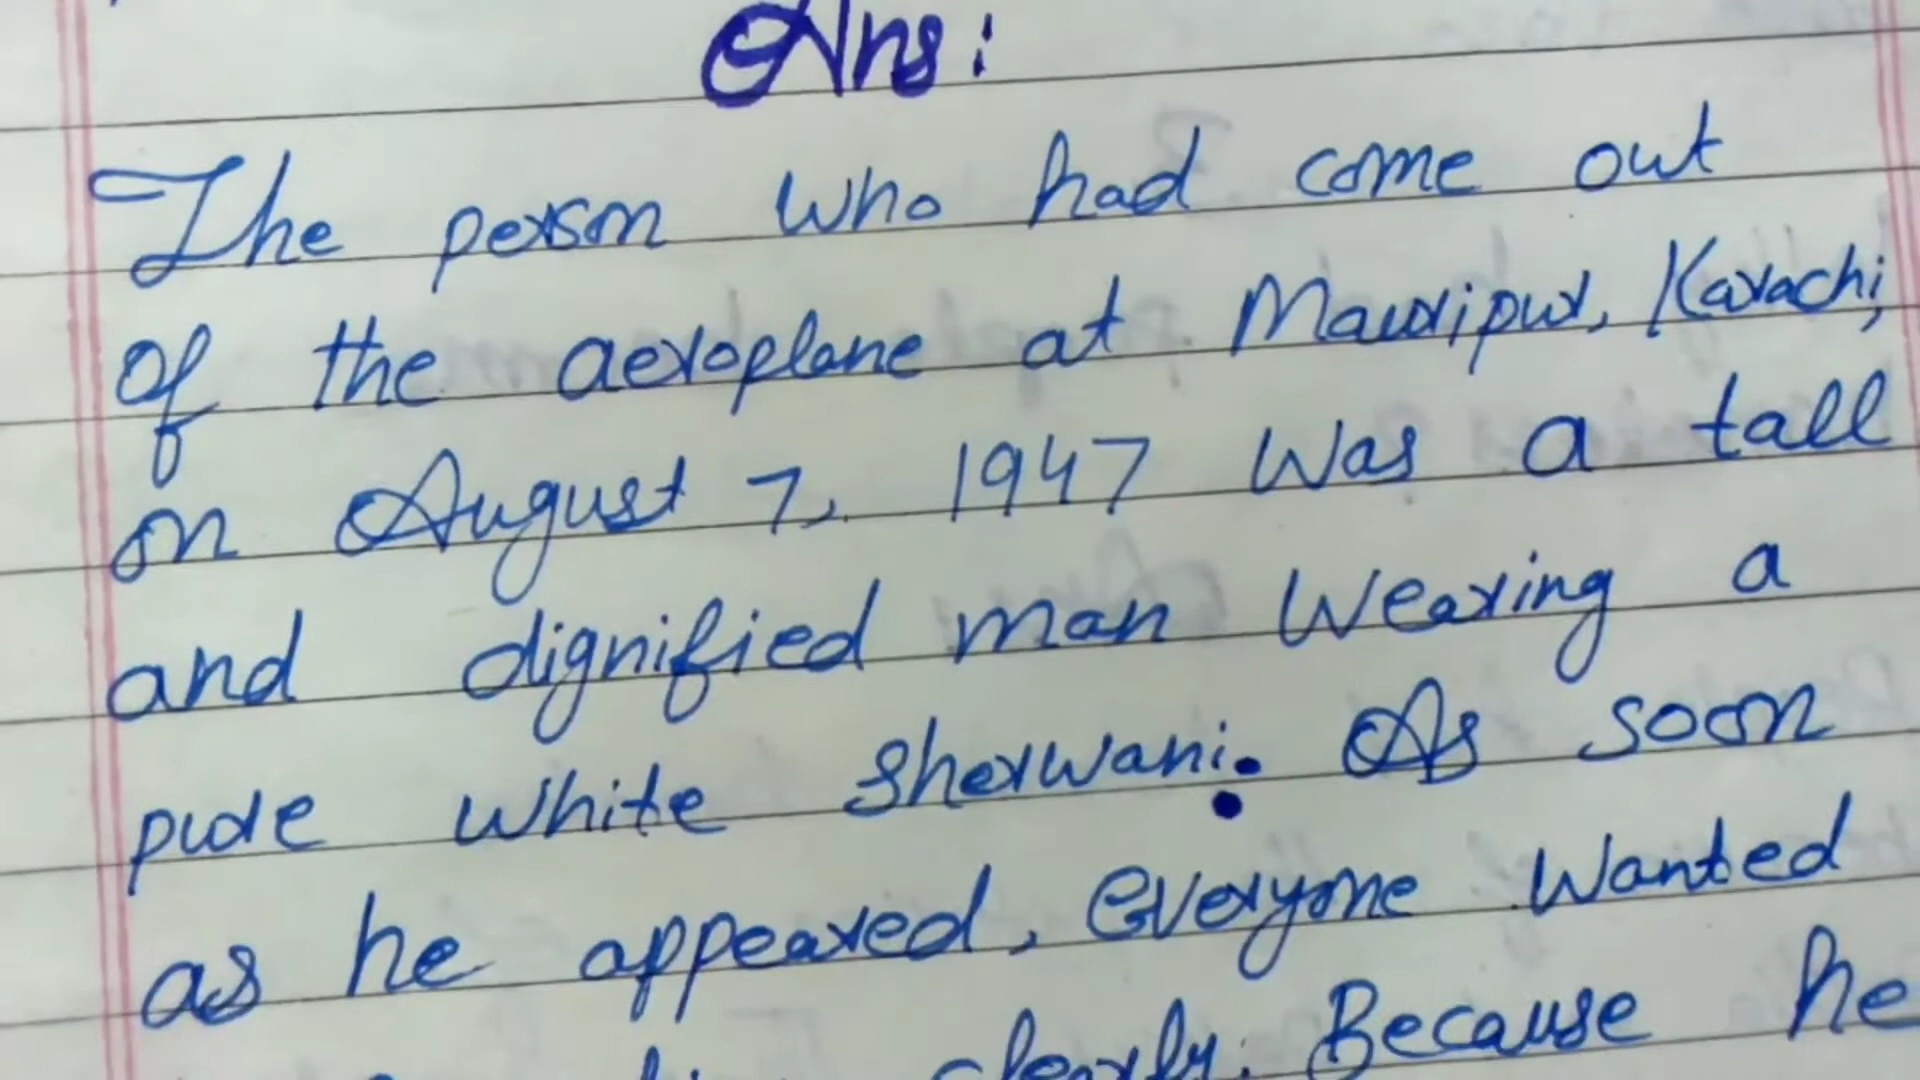 Ans:
The person who had come out
of the aeroplane at Mauripur, Karachi,
on August 7, 1947 was a tall
and dignified man wearing a
pure white sherwani. As soon
as he appeared, everyone wanted
clearly. Because he